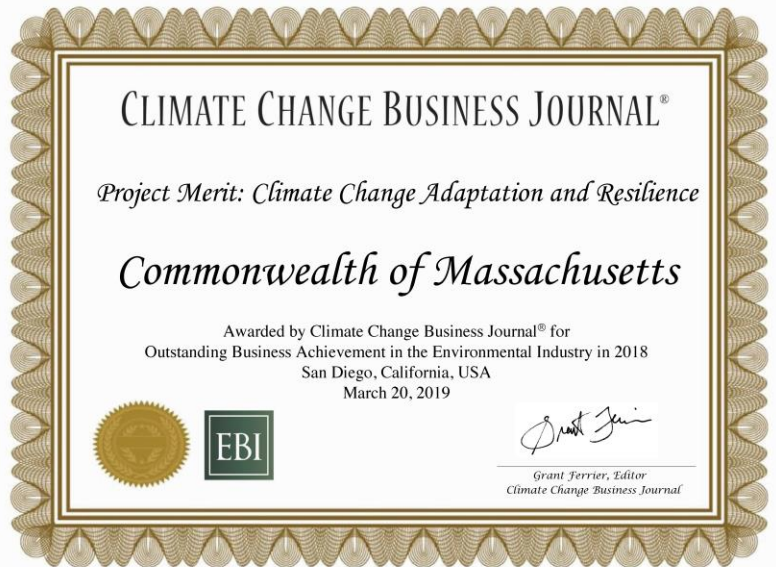 CLIMATE CHANGE BUSINESS JOURNAL®
Project Merit: Climate Change Adaptation and Resilience
Commonwealth of Massachusetts
Awarded by Climate Change Business Journal® for
Outstanding Business Achievement in the Environmental Industry in 2018
San Diego, California, USA
March 20, 2019
EBI
Grant Ferrier, Editor
Climate Change Business Journal